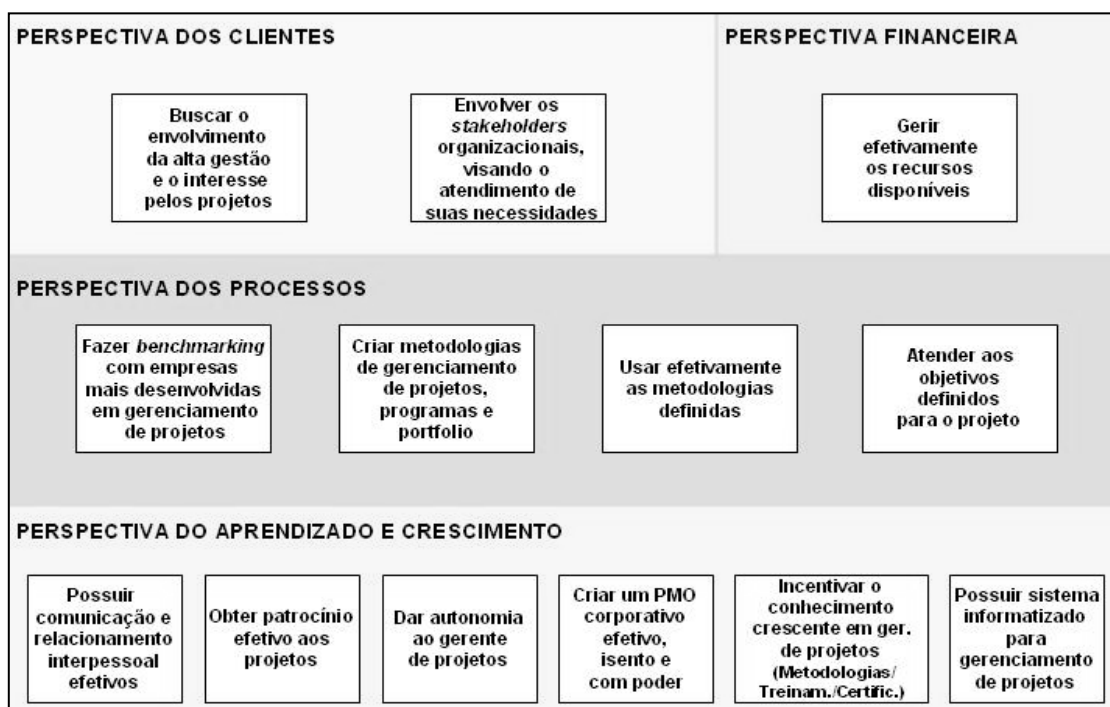 PERSPECTIVA DOS CLIENTES
Buscar o
envolvimento
da alta gestão
e o interesse
pelos projetos
Envolver os
stakeholders
organizacionais,
visando o
atendimento de
suas necessidades
PERSPECTIVA FINANCEIRA
Gerir
efetivamente
os recursos
disponíveis
PERSPECTIVA DOS PROCESSOS
Fazer benchmarking
com empresas
mais desenvolvidas
em gerenciamento
de projetos
Criar metodologias
de gerenciamento
de projetos,
programas e
portfolio
Usar efetivamente
as metodologias
definidas
Atender aos
objetivos
definidos
para o projeto
PERSPECTIVA DO APRENDIZADO E CRESCIMENTO
Possuir
comunicação e
relacionamento
interpessoal
efetivos
Obter patrocínio
efetivo aos
projetos
Dar autonomia
ao gerente
de projetos
Criar um PMO
corporativo
efetivo,
isento e
com poder
Incentivar o
conhecimento
crescente em ger.
de projetos
(Metodologias/
Treinam./Certific.)
Possuir sistema
informatizado
para
gerenciamento
de projetos